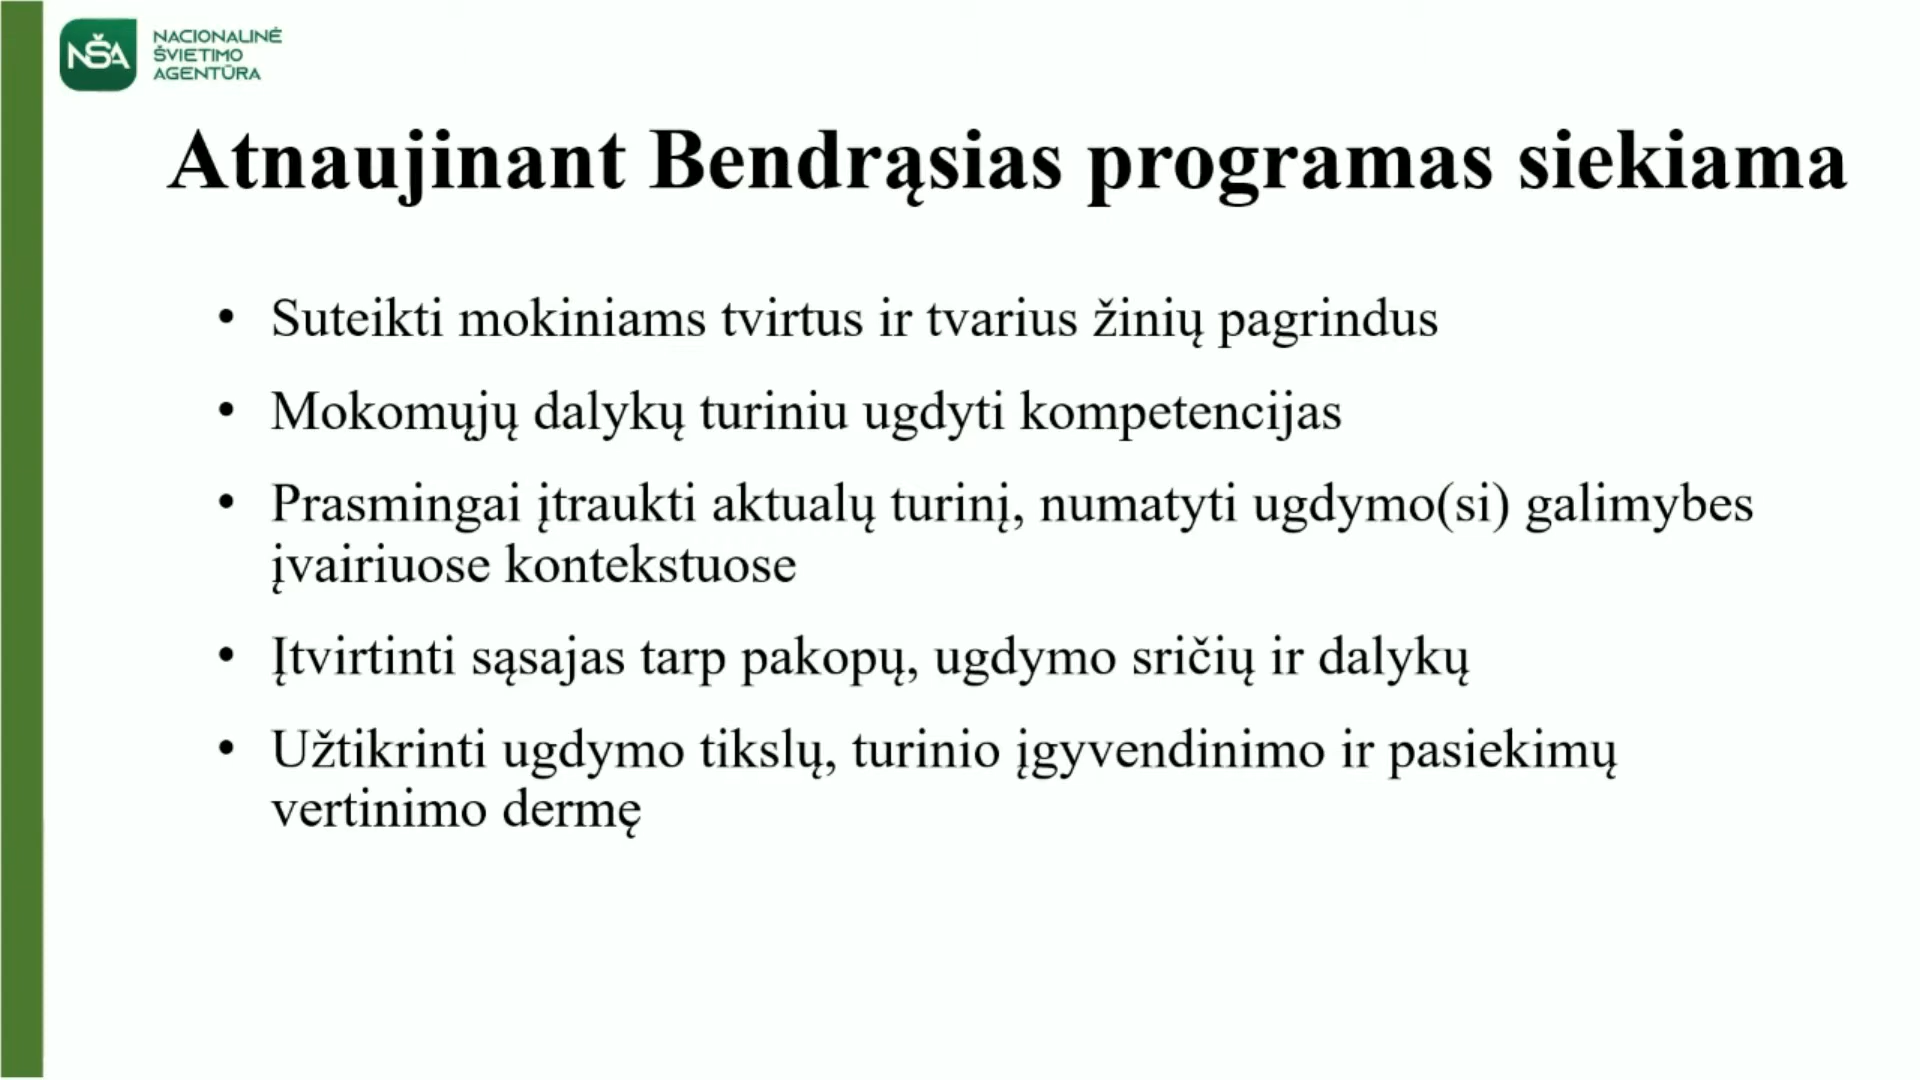 NŠA
NACIONALINĖ
ŠVIETIMO
AGENTŪRA
Atnaujinant Bendrąsias programas siekiama
• Suteikti mokiniams tvirtus ir tvarius žinių pagrindus
• Mokomųjų dalykų turiniu ugdyti kompetencijas
• Prasmingai įtraukti aktualų turinį, numatyti ugdymo(si) galimybes
įvairiuose kontekstuose
• Įtvirtinti sąsajas tarp pakopų, ugdymo sričių ir dalykų
• Užtikrinti ugdymo tikslų, turinio įgyvendinimo ir pasiekimų
vertinimo dermę